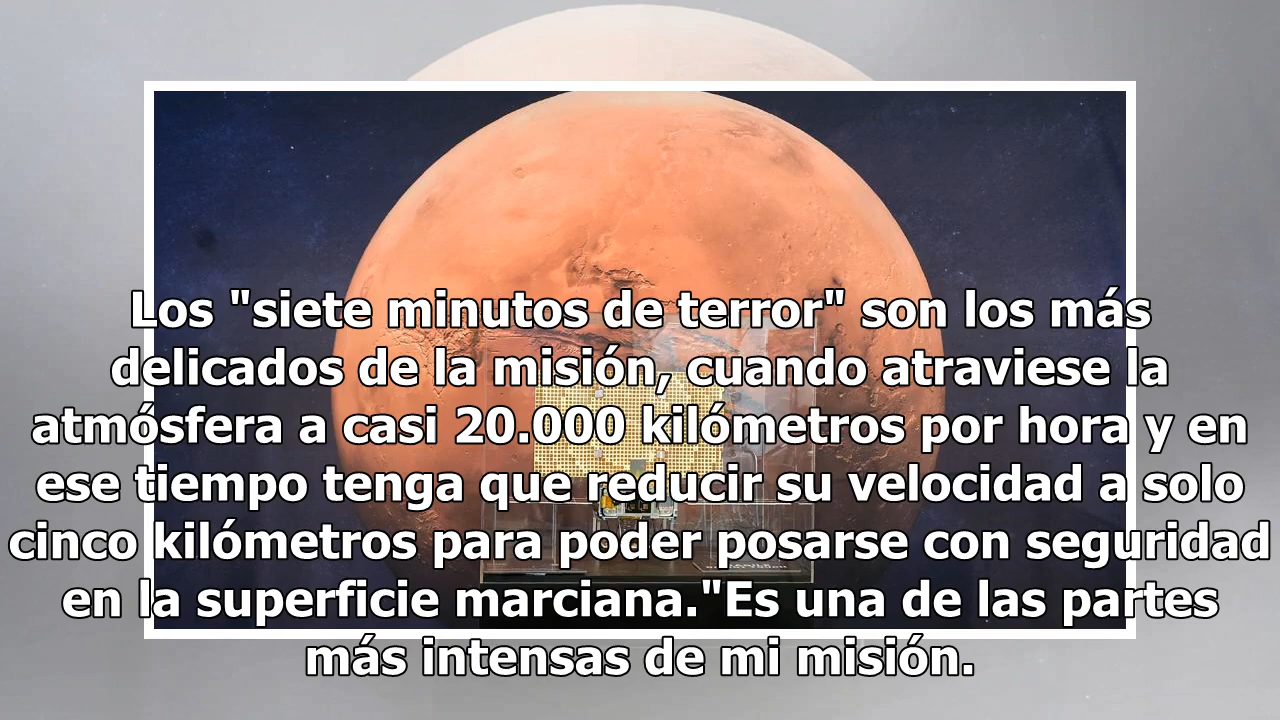 Los "siete minutos de terror" son los más
delicados de la misión, cuando atraviese la
atmósfera a casi 20.000 kilómetros por hora y en
ese tiempo tenga que reducir su velocidad a solo
cinco kilómetros para poder posarse con seguridad
en la superficie marciana."Es una de las partes
más intensas de mi misión.